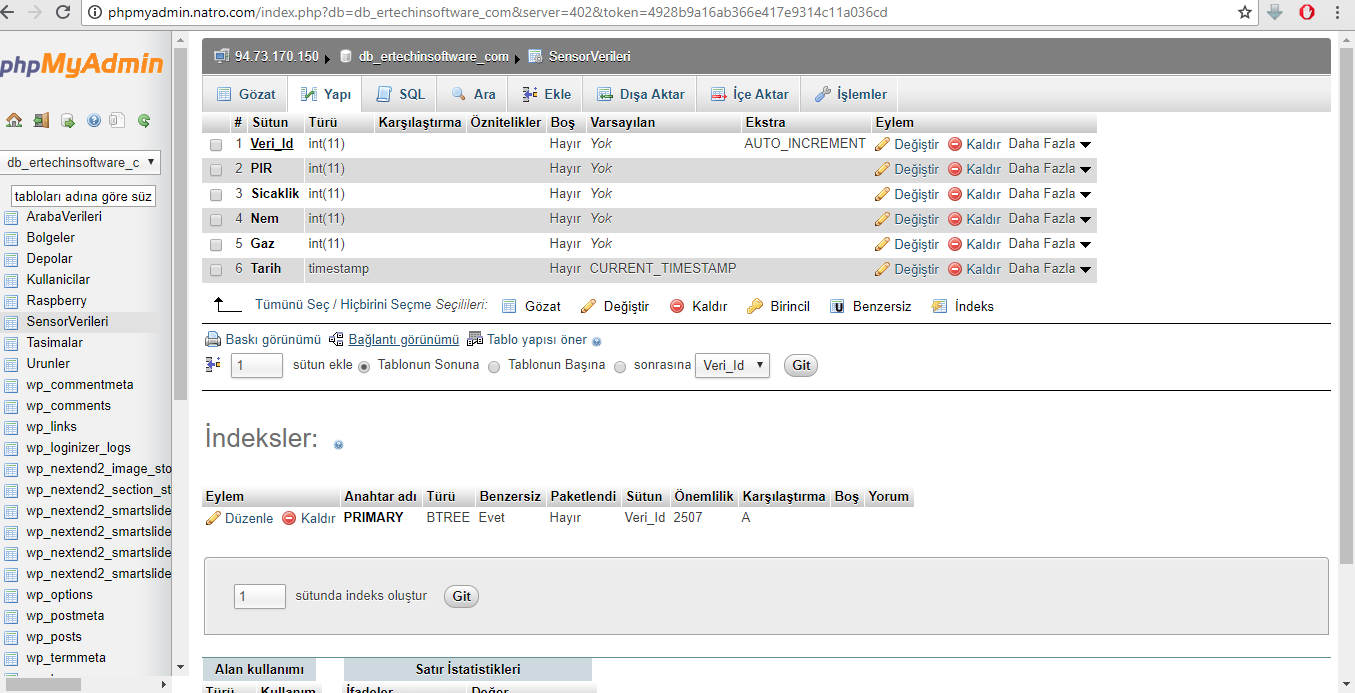 phpmyadmin.natro.com/index.php?db=db_ertechinsoftware_com&server=402&token=4928b9a16ab366e417e9314c11a036cd
phpMyAdmin
db_ertechinsoftware_c
tabloları adına göre süz
ArabaVerileri
Bolgeler
Depolar
Kullanicilar
Raspberry
SensorVerileri
Tasimalar
Urunler
wp_commentmeta
wp_comments
wp_links
wp_loginizer_logs
wp_nextend2_image_sto
wp_nextend2_section_st
wp_nextend2_smartslide
wp_nextend2_smartslide
wp_nextend2_smartslide
wp_nextend2_smartslide
wp_options
wp_postmeta
wp_posts
wp_termmeta
94.73.170.150 db_ertechinsoftware_com SensorVerileri
Gözat Yapı SQL Ara Ekle Dışa Aktar İçe Aktar İşlemler
# Sütun Türü Karşılaştırma Öznitelikler Boş Varsayılan Ekstra Eylem
1 Veri_Id int(11) Hayır Yok AUTO_INCREMENT Değiştir Kaldır Daha Fazla
2 PIR int(11) Hayır Yok Değiştir Kaldır Daha Fazla
3 Sicaklik int(11) Hayır Yok Değiştir Kaldır Daha Fazla
4 Nem int(11) Hayır Yok Değiştir Kaldır Daha Fazla
5 Gaz int(11) Hayır Yok Değiştir Kaldır Daha Fazla
6 Tarih timestamp Hayır CURRENT_TIMESTAMP Değiştir Kaldır Daha Fazla
Tümünü Seç / Hiçbirini Seçme Seçilileri: Gözat Değiştir Kaldır Birincil U Benzersiz İndeks
Baskı görünümü Bağlantı görünümü Tablo yapısı öner
1 sütun ekle Tablonun Sonuna Tablonun Başına sonrasına Veri_Id Git
İndeksler:
Eylem Anahtar adı Türü Benzersiz Paketlendi Sütun Önemlilik Karşılaştırma Boş Yorum
Düzenle Kaldır PRIMARY BTREE Evet Hayır Veri_Id 2507 A
1 sütunda indeks oluştur Git
Alan kullanımı Satır İstatistikleri
Türü Kullanım İfadeler Değer